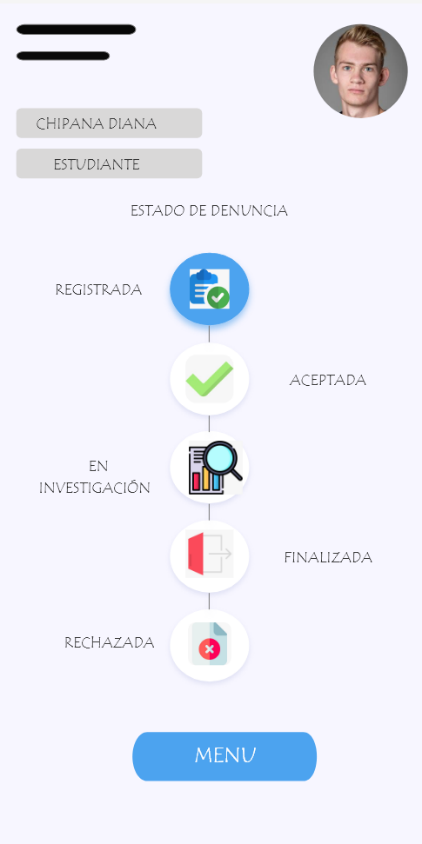 CHIPANA DIANA
ESTUDIANTE
ESTADO DE DENUNCIA
REGISTRADA
ACEPTADA
EN
INVESTIGACIÓN
FINALIZADA
RECHAZADA
MENU